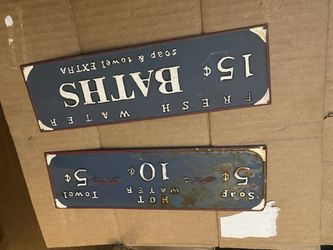 FRESH WATER
15¢ BATHS
soap & towel EXTRA
Soap HOT Towel
WATER
5¢ 10¢ 5¢